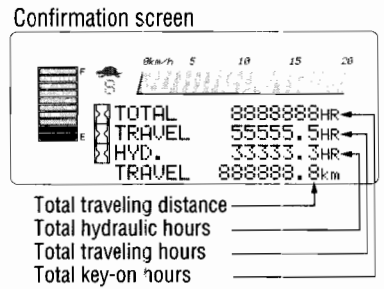 Confirmation screen
0km/h 5 10 15 20
F
8
E
TOTAL 8888888HR
TRAVEL 55555.5HR
HYD. 33333.3HR
TRAVEL 888888.8km
Total traveling distance
Total hydraulic hours
Total traveling hours
Total key-on hours